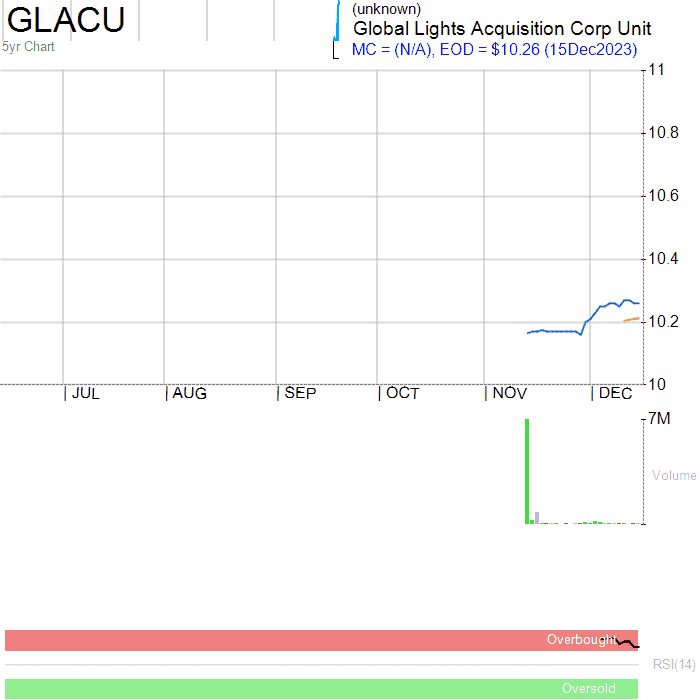 GLACU
(unknown)
Global Lights Acquisition Corp Unit
5yr Chart
MC = (N/A), EOD = $10.26 (15Dec2023)
11
10.8
10.6
10.4
10.2
10
JUL AUG SEP OCT NOV DEC
7M
Volume
Overbought
RSI(14)
Oversold